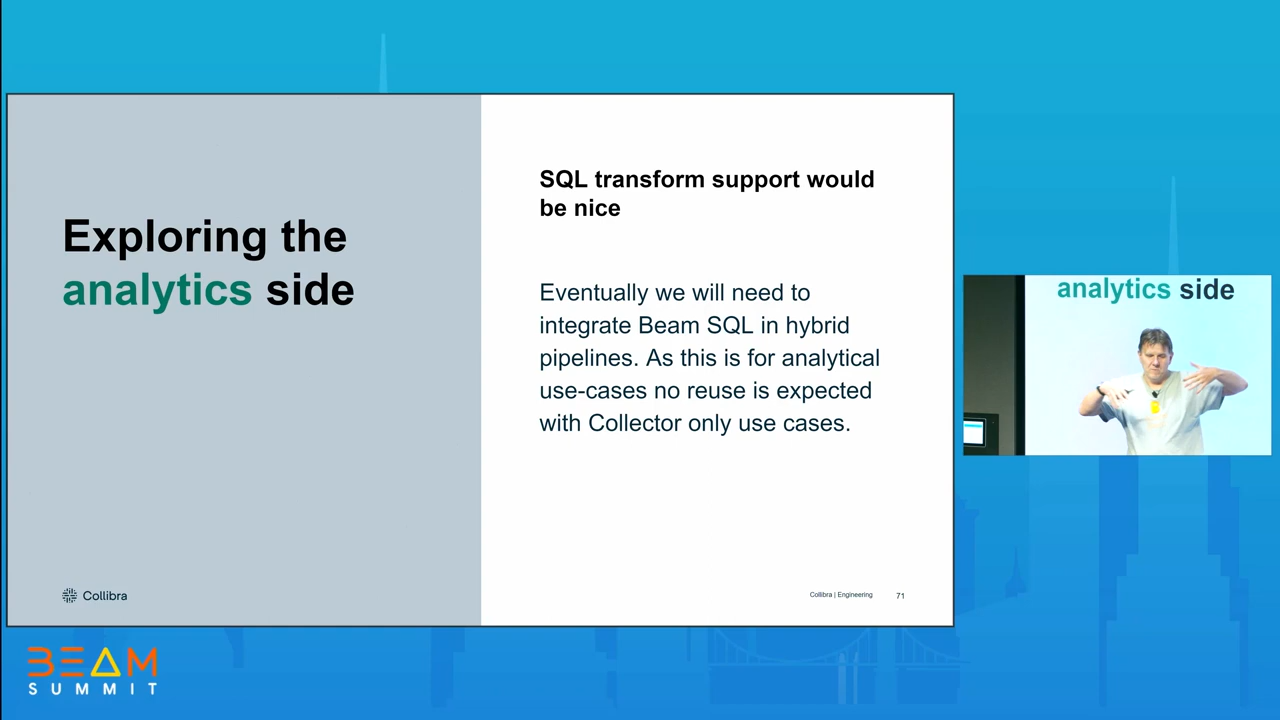 Exploring the
analytics side
SQL transform support would
be nice
Eventually we will need to
integrate Beam SQL in hybrid
pipelines. As this is for analytical
use-cases no reuse is expected
with Collector only use cases.
Collibra
Collibra | Engineering
71
analytics side
BEAM
SUMMIT